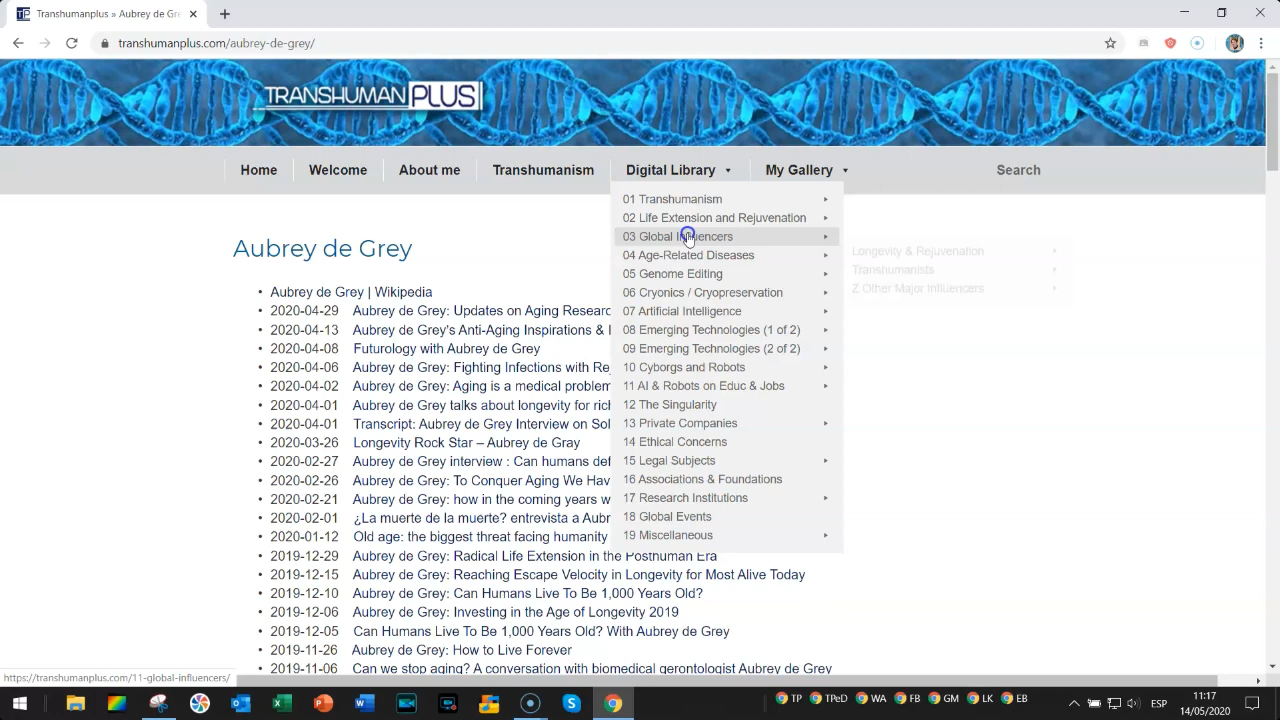 Transhumanplus » Aubrey de Gre
transhumanplus.com/aubrey-de-grey/
TRANSHUMAN PLUS
Home
Welcome
About me
Transhumanism
Digital Library
My Gallery
Search
01 Transhumanism
02 Life Extension and Rejuvenation
03 Global Influencers
04 Age-Related Diseases
05 Genome Editing
06 Cryonics / Cryopreservation
07 Artificial Intelligence
08 Emerging Technologies (1 of 2)
09 Emerging Technologies (2 of 2)
10 Cyborgs and Robots
11 AI & Robots on Educ & Jobs
12 The Singularity
13 Private Companies
14 Ethical Concerns
15 Legal Subjects
16 Associations & Foundations
17 Research Institutions
18 Global Events
19 Miscellaneous
Longevity & Rejuvenation
Transhumanists
Z Other Major Influencers
Aubrey de Grey
• Aubrey de Grey | Wikipedia
• 2020-04-29 Aubrey de Grey: Updates on Aging Researc
• 2020-04-13 Aubrey de Grey's Anti-Aging Inspirations &
• 2020-04-08 Futurology with Aubrey de Grey
• 2020-04-06 Aubrey de Grey: Fighting Infections with Re
• 2020-04-02 Aubrey de Grey: Aging is a medical problem
• 2020-04-01 Aubrey de Grey talks about longevity for rich
• 2020-04-01 Transcript: Aubrey de Grey Interview on Sol
• 2020-03-26 Longevity Rock Star – Aubrey de Gray
• 2020-02-27 Aubrey de Grey interview : Can humans def
• 2020-02-26 Aubrey de Grey: To Conquer Aging We Hav
• 2020-02-21 Aubrey de Grey: how in the coming years w
• 2020-02-01 ¿La muerte de la muerte? entrevista a Aubr
• 2020-01-12 Old age: the biggest threat facing humanity
• 2019-12-29 Aubrey de Grey: Radical Life Extension in the Posthuman Era
• 2019-12-15 Aubrey de Grey: Reaching Escape Velocity in Longevity for Most Alive Today
• 2019-12-10 Aubrey de Grey: Can Humans Live To Be 1,000 Years Old?
• 2019-12-06 Aubrey de Grey: Investing in the Age of Longevity 2019
• 2019-12-05 Can Humans Live To Be 1,000 Years Old? With Aubrey de Grey
• 2019-11-26 Aubrey de Grey: How to Live Forever
• 2019-11-06 Can we stop aging? A conversation with biomedical gerontologist Aubrey de Grey
https://transhumanplus.com/11-global-influencers/
TP
TPeD
WA
FB
GM
LK
EB
ESP
11:17
14/05/2020